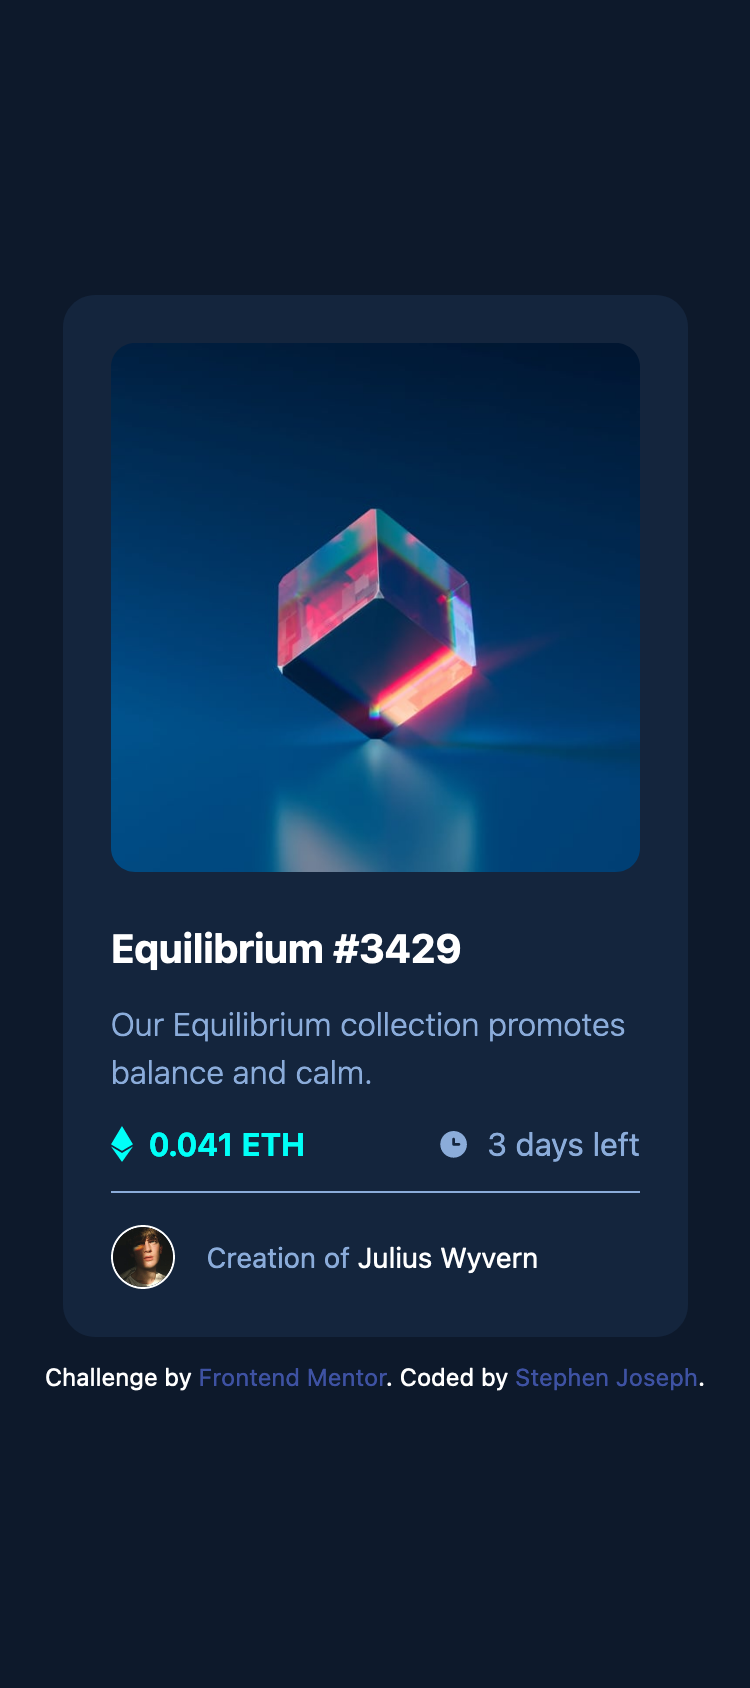 Equilibrium #3429
Our Equilibrium collection promotes
balance and calm.
0.041 ETH
3 days left
Creation of Julius Wyvern
Challenge by Frontend Mentor. Coded by Stephen Joseph.